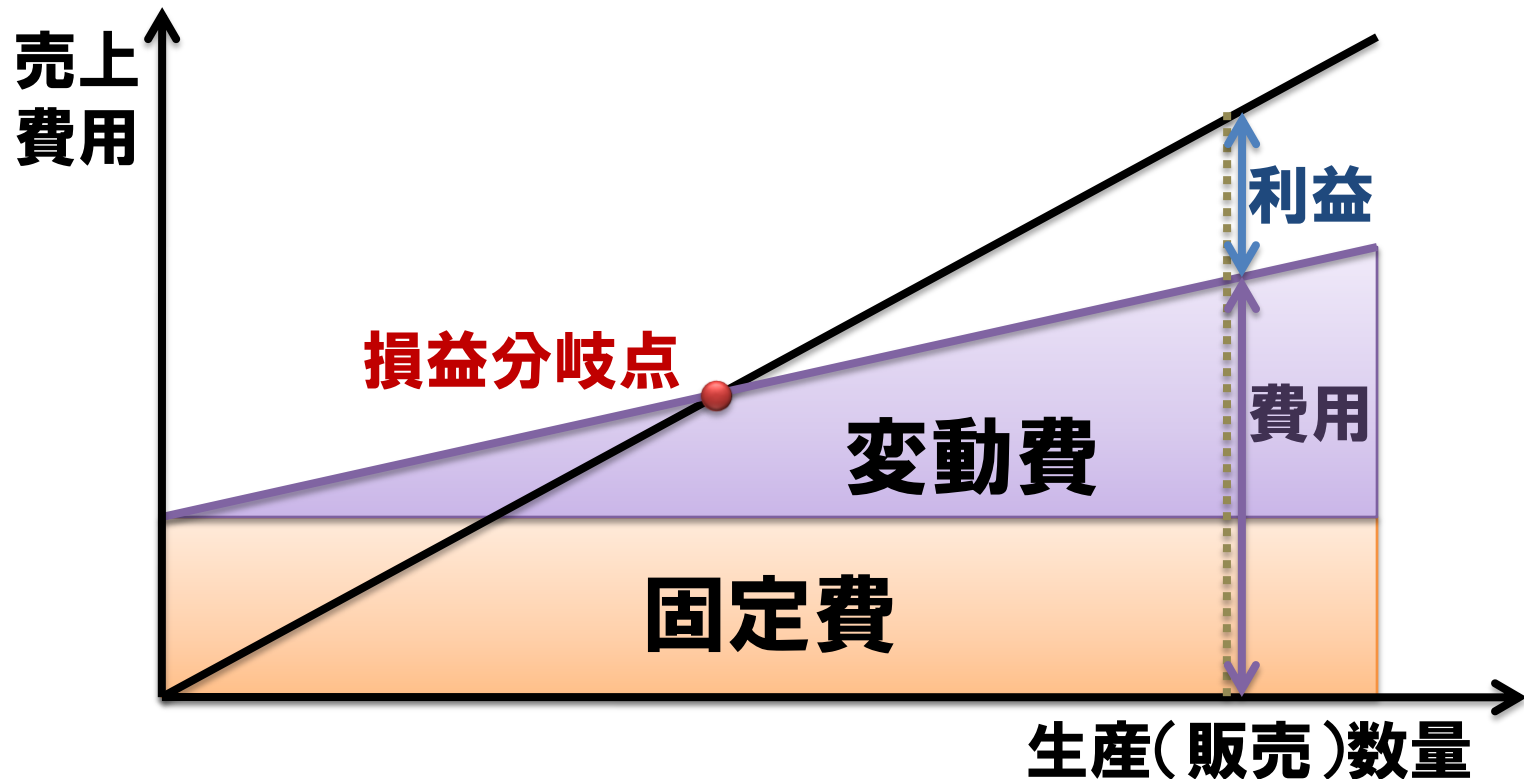 売上
費用
利益
損益分岐点
費用
変動費
固定費
生産（販売）数量